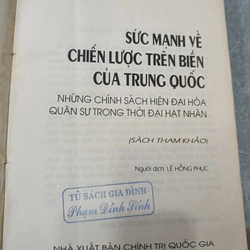 SỨC MẠNH VỀ
CHIẾN LƯỢC TRÊN BIỂN
CỦA TRUNG QUỐC
NHỮNG CHÍNH SÁCH HIỆN ĐẠI HÓA
QUÂN SỰ TRONG THỜI ĐẠI HẠT NHÂN
(SÁCH THAM KHẢO)
Người dịch: LÊ HỒNG PHỤC
TỦ SÁCH GIA ĐÌNH
Phạm Đình Sinh
NHÀ XUẤT BẢN CHÍNH TRỊ QUỐC GIA